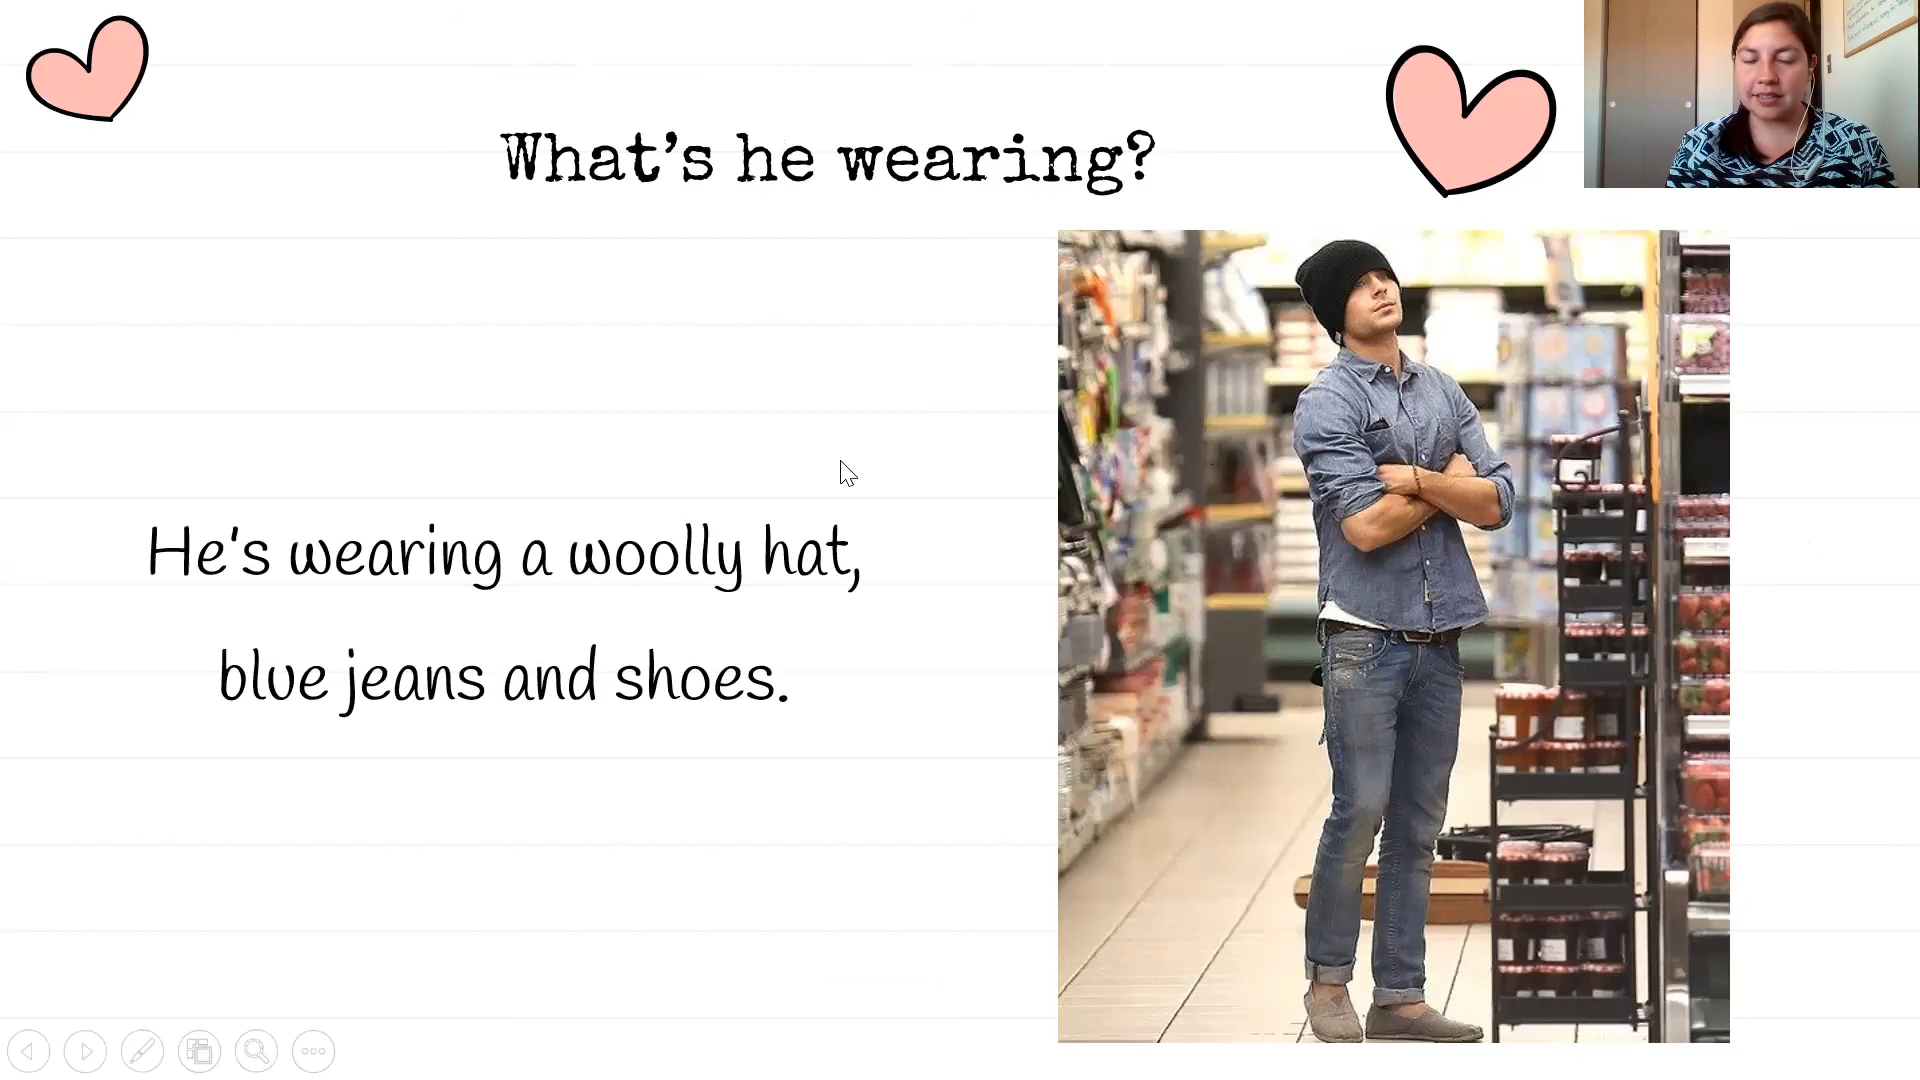 What's he wearing?
He's wearing a woolly hat,
blue jeans and shoes.